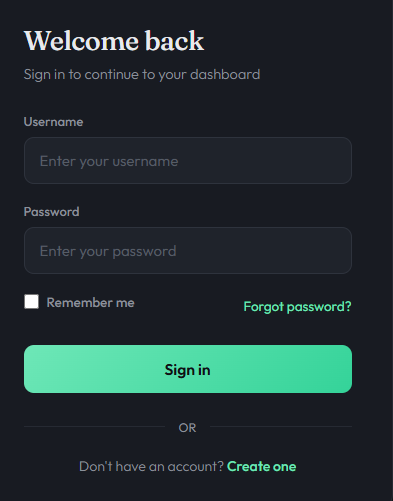 Welcome back
Sign in to continue to your dashboard
Username
Enter your username
Password
Enter your password
Remember me
Forgot password?
Sign in
OR
Don't have an account? Create one